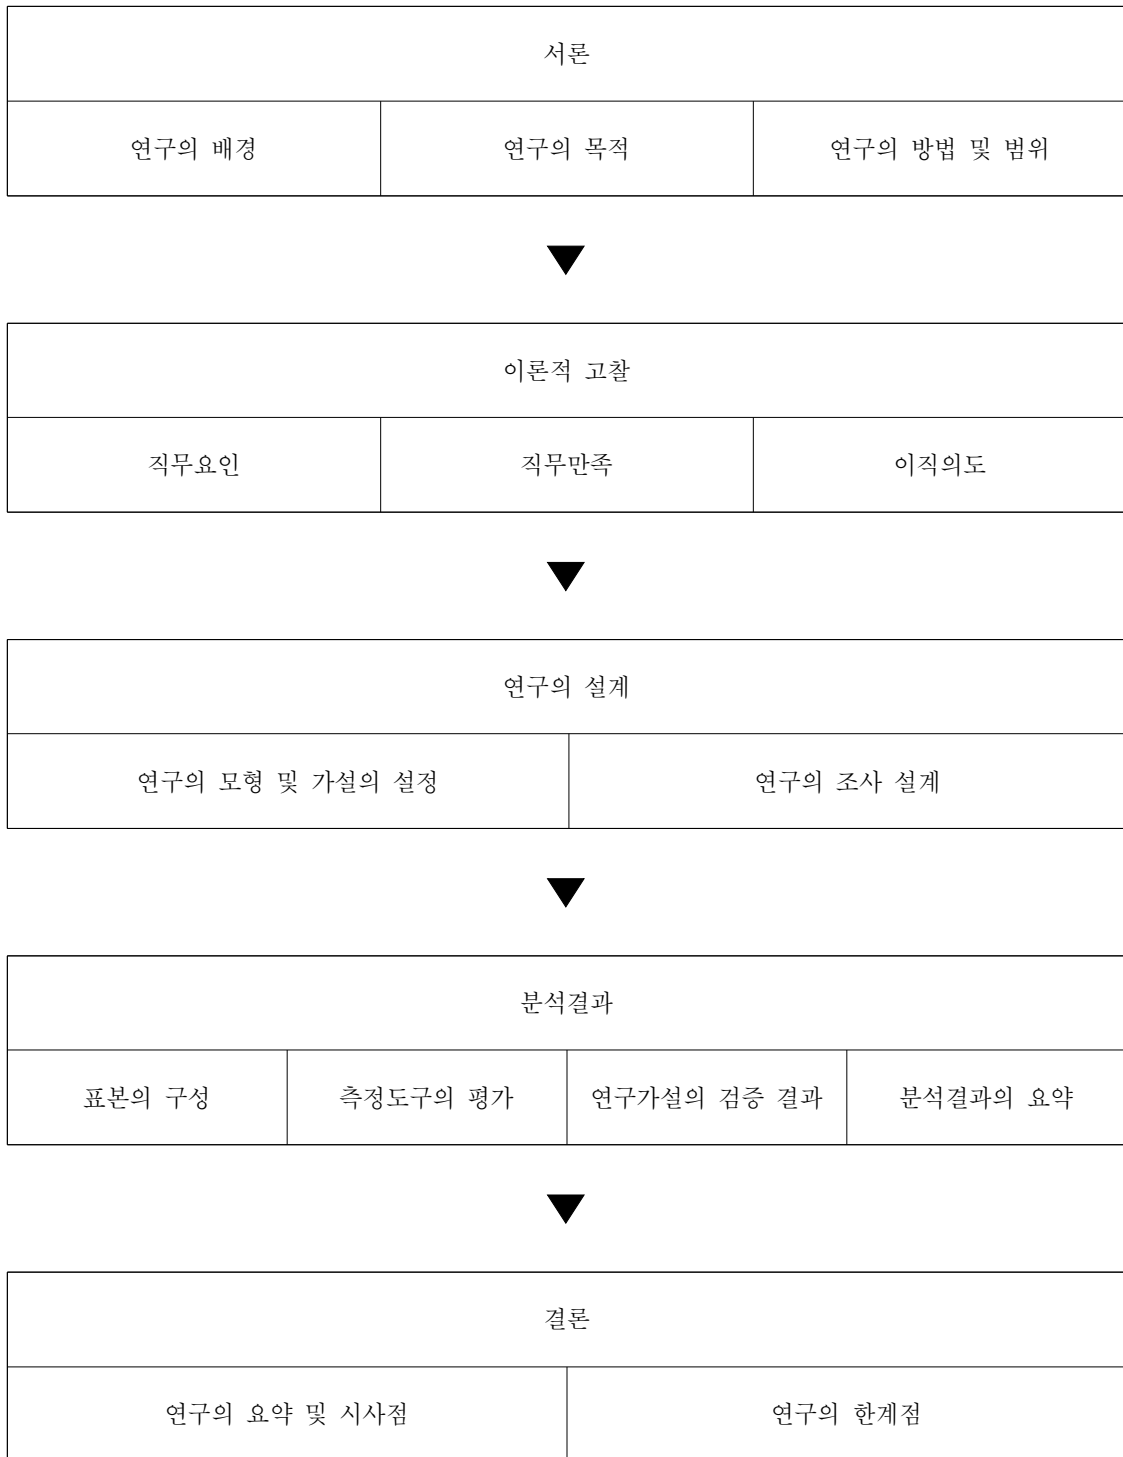 서론
연구의 배경
연구의 목적
연구의 방법 및 범위
이론적 고찰
직무요인
직무만족
이직의도
연구의 설계
연구의 모형 및 가설의 설정
연구의 조사 설계
분석결과
표본의 구성
측정도구의 평가
연구가설의 검증 결과
분석결과의 요약
결론
연구의 요약 및 시사점
연구의 한계점